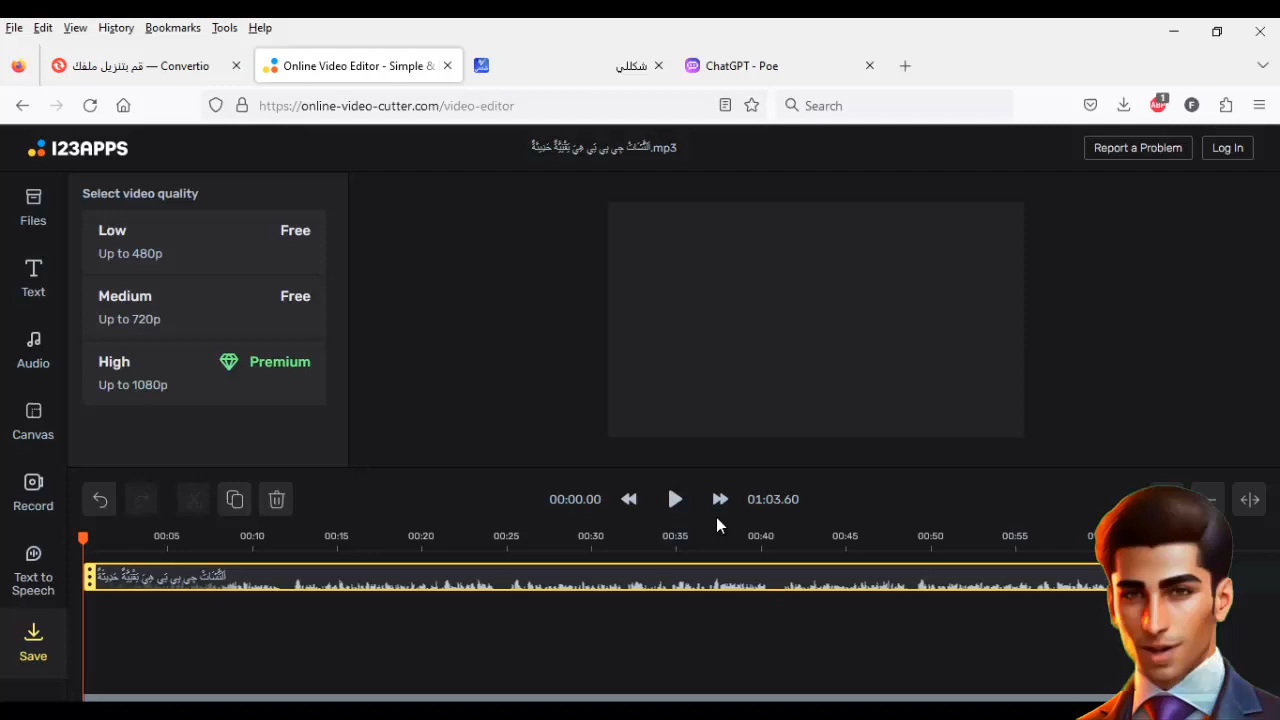 File Edit View History Bookmarks Tools Help
قم بتنزيل ملفك — Convertio
Online Video Editor - Simple &
شكللي
ChatGPT - Poe
https://online-video-cutter.com/video-editor
Search
1
F
123APPS
.mp3
Report a Problem
Log In
Files
Text
Audio
Canvas
Record
Text to
Speech
Save
Select video quality
Low Free
Up to 480p
Medium Free
Up to 720p
High Premium
Up to 1080p
00:00.00
01:03.60
00:05 00:10 00:15 00:20 00:25 00:30 00:35 00:40 00:45 00:50 00:55